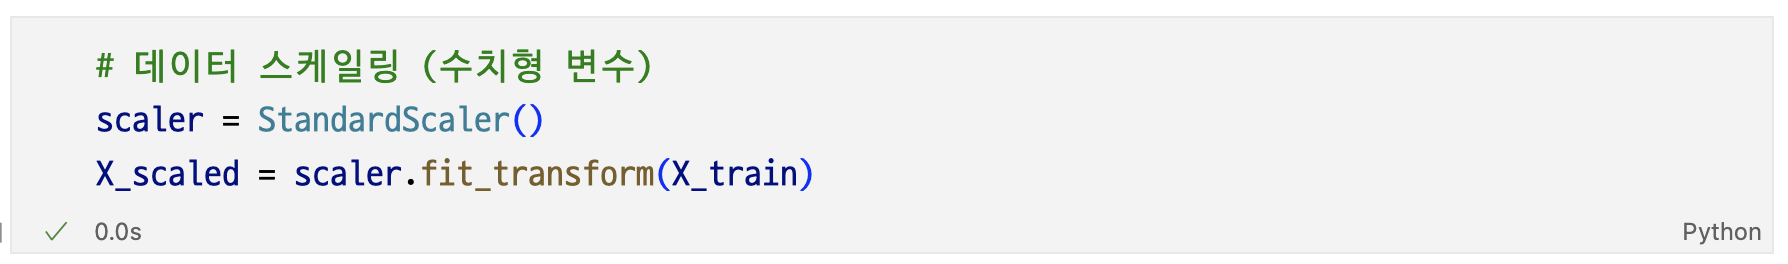 # 데이터 스케일링 (수치형 변수)
scaler = StandardScaler()
X_scaled = scaler.fit_transform(X_train)
✓ 0.0s
Python